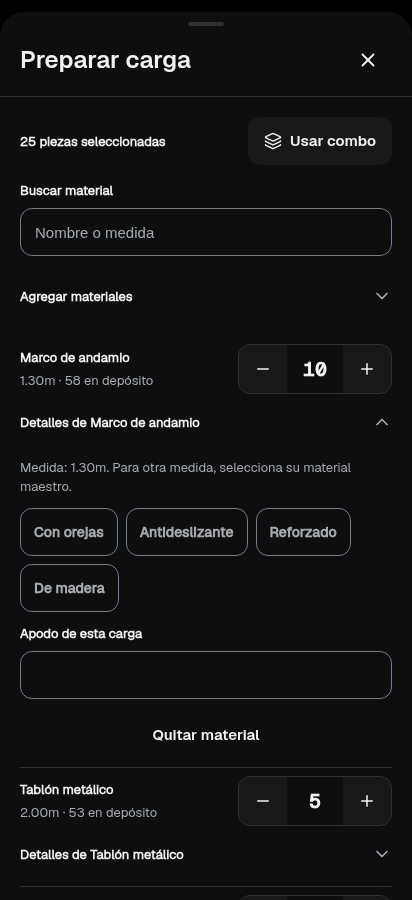 Preparar carga
25 piezas seleccionadas
Usar combo
Buscar material
Nombre o medida
Agregar materiales
Marco de andamio
1.30m · 58 en depósito
10
Detalles de Marco de andamio
Medida: 1.30m. Para otra medida, selecciona su material
maestro.
Con orejas
Antideslizante
Reforzado
De madera
Apodo de esta carga
Quitar material
Tablón metálico
2.00m · 53 en depósito
5
Detalles de Tablón metálico